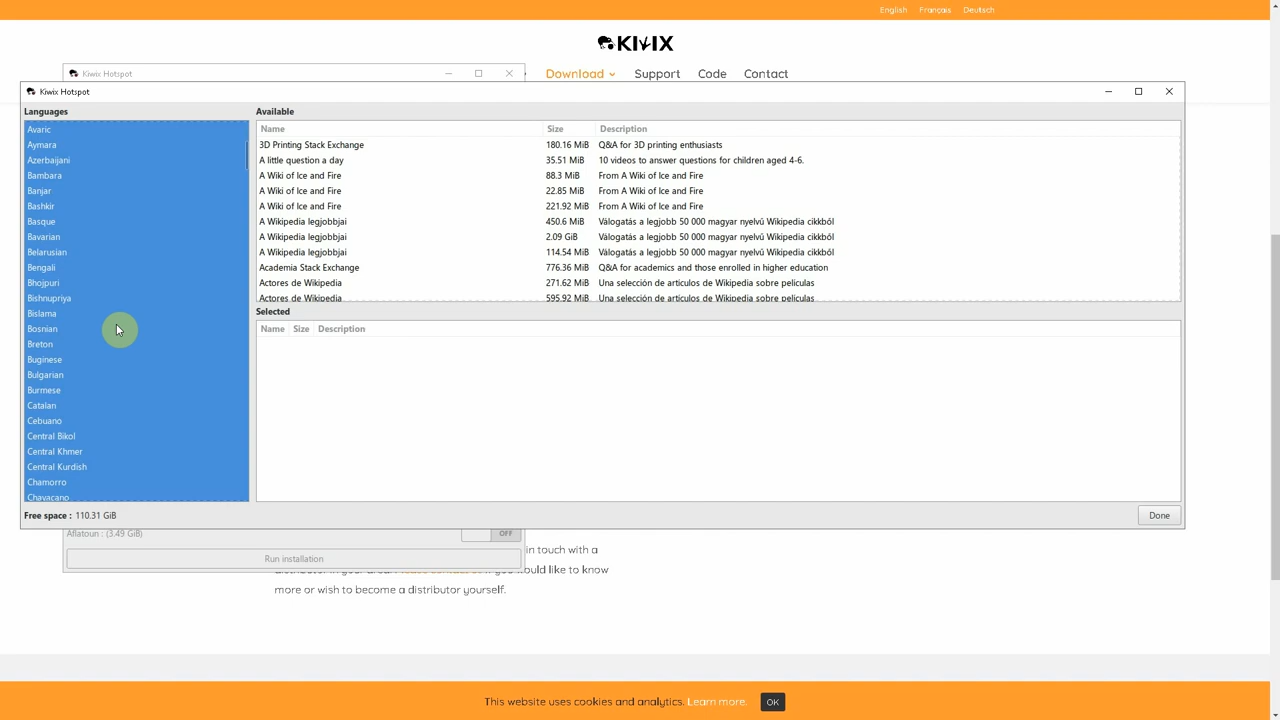 English Français Deutsch
KIWIX
Kiwix Hotspot
Download Support Code Contact
Kiwix Hotspot
Languages
Avaric
Aymara
Azerbaijani
Bambara
Banjar
Bashkir
Basque
Bavarian
Belarusian
Bengali
Bhojpuri
Bishnupriya
Bislama
Bosnian
Breton
Buginese
Bulgarian
Burmese
Catalan
Cebuano
Central Bikol
Central Khmer
Central Kurdish
Chamorro
Chavacano
Available
Name Size Description
3D Printing Stack Exchange 180.16 MiB Q&A for 3D printing enthusiasts
A little question a day 35.51 MiB 10 videos to answer questions for children aged 4-6.
A Wiki of Ice and Fire 88.3 MiB From A Wiki of Ice and Fire
A Wiki of Ice and Fire 22.85 MiB From A Wiki of Ice and Fire
A Wiki of Ice and Fire 221.92 MiB From A Wiki of Ice and Fire
A Wikipedia legjobbjai 450.6 MiB Válogatás a legjobb 50 000 magyar nyelvű Wikipedia cikkből
A Wikipedia legjobbjai 2.09 GiB Válogatás a legjobb 50 000 magyar nyelvű Wikipedia cikkből
A Wikipedia legjobbjai 114.54 MiB Válogatás a legjobb 50 000 magyar nyelvű Wikipedia cikkből
Academia Stack Exchange 776.36 MiB Q&A for academics and those enrolled in higher education
Actores de Wikipedia 271.62 MiB Una selección de artículos de Wikipedia sobre películas
Actores de Wikipedia 595.92 MiB Una selección de artículos de Wikipedia sobre películas
Selected
Name Size Description
Free space : 110.31 GiB
Done
Aflatoun : (3.49 GiB) OFF
Run installation
in touch with a
if you would like to know
more or wish to become a distributor yourself.
This website uses cookies and analytics. Learn more. OK